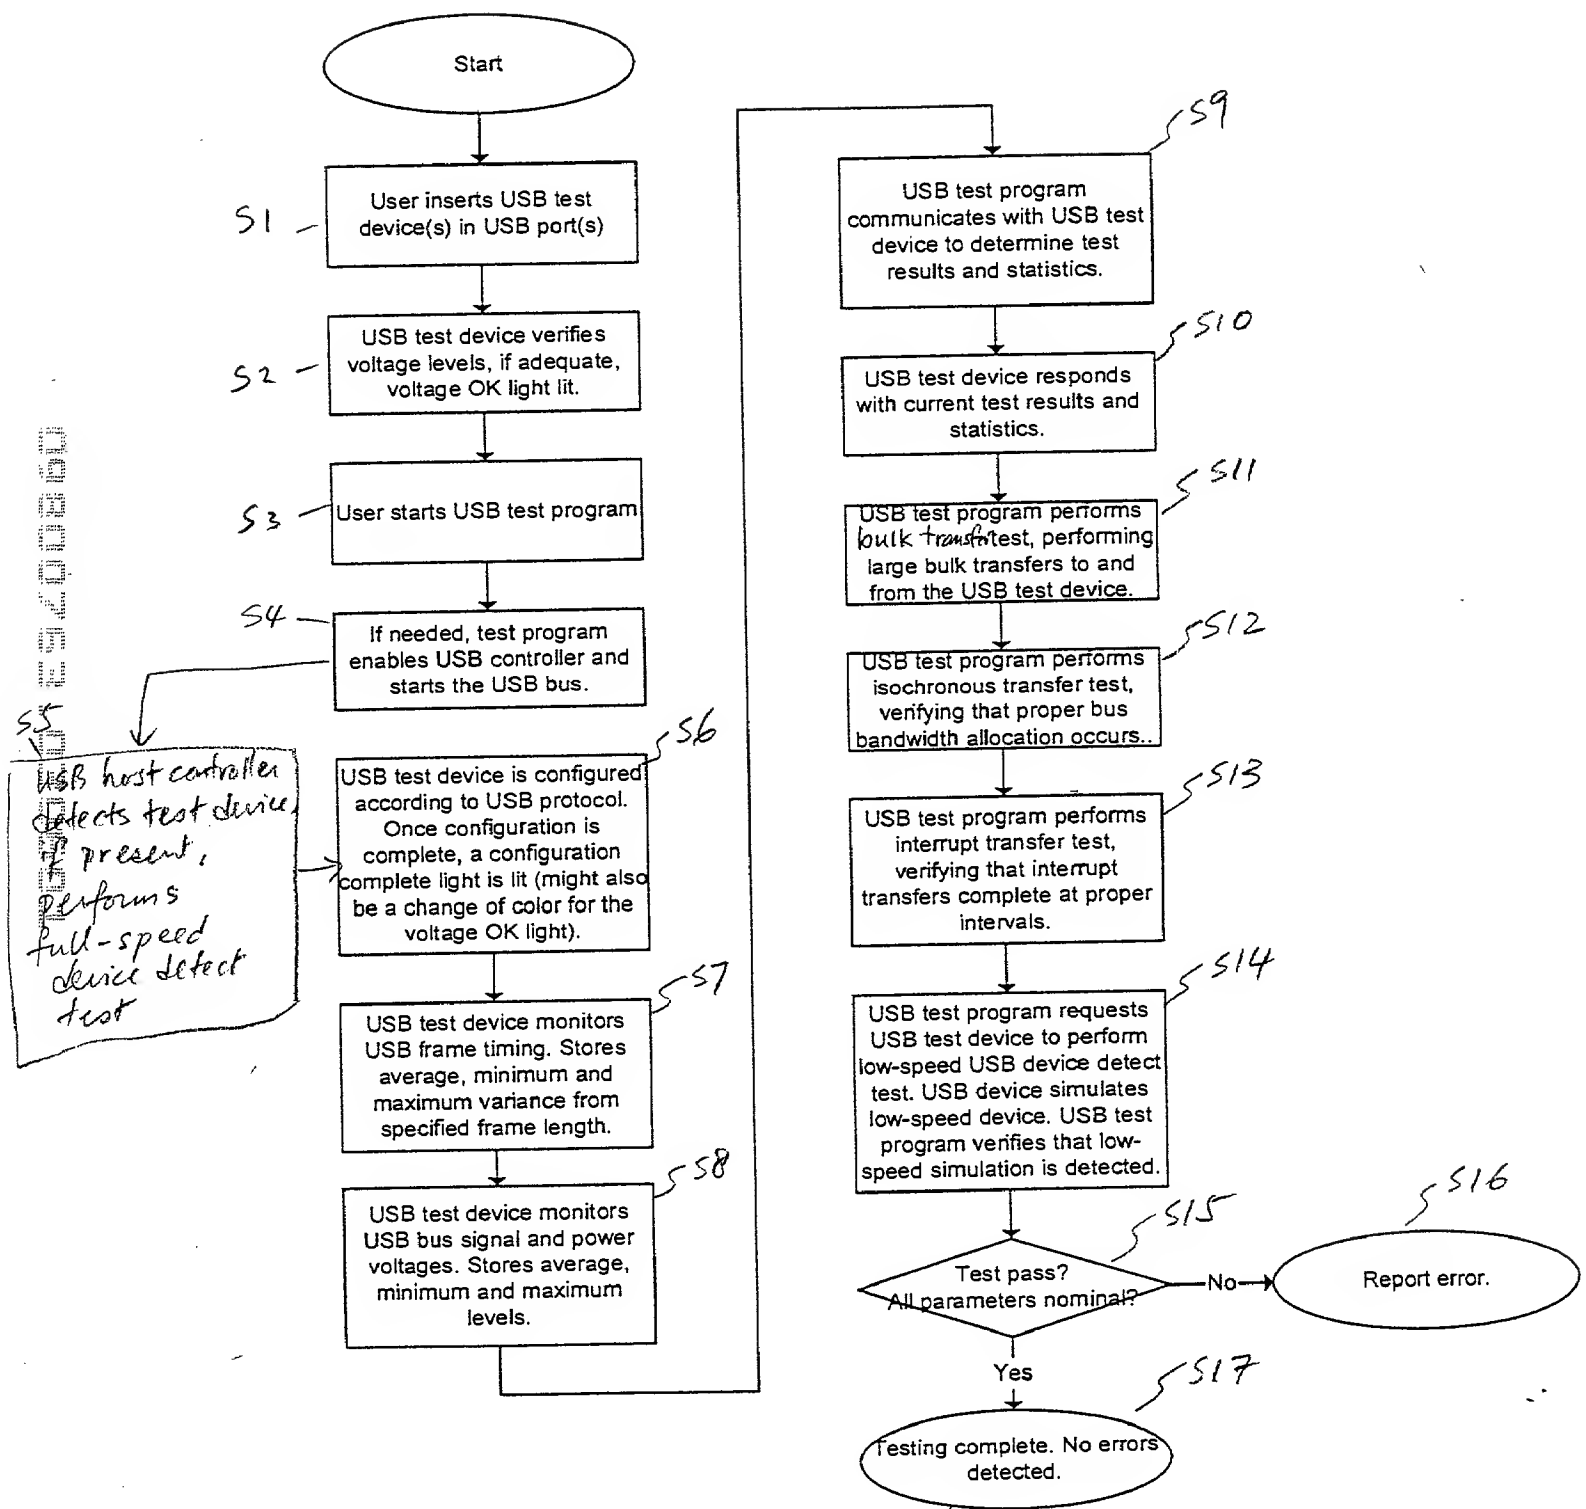 Start
S1
User inserts USB test
device(s) in USB port(s)
S2
USB test device verifies
voltage levels, if adequate,
voltage OK light lit.
S3
User starts USB test program
S4
If needed, test program
enables USB controller and
starts the USB bus.
S5
USB host controller
detects test device,
if present,
performs
full-speed
device detect
test
S6
USB test device is configured
according to USB protocol.
Once configuration is
complete, a configuration
complete light is lit (might also
be a change of color for the
voltage OK light).
S7
USB test device monitors
USB frame timing. Stores
average, minimum and
maximum variance from
specified frame length.
S8
USB test device monitors
USB bus signal and power
voltages. Stores average,
minimum and maximum
levels.
S9
USB test program
communicates with USB test
device to determine test
results and statistics.
S10
USB test device responds
with current test results and
statistics.
S11
USB test program performs
bulk transfer test, performing
large bulk transfers to and
from the USB test device.
S12
USB test program performs
isochronous transfer test,
verifying that proper bus
bandwidth allocation occurs..
S13
USB test program performs
interrupt transfer test,
verifying that interrupt
transfers complete at proper
intervals.
S14
USB test program requests
USB test device to perform
low-speed USB device detect
test. USB device simulates
low-speed device. USB test
program verifies that low-
speed simulation is detected.
S15
Test pass?
All parameters nominal?
No
S16
Report error.
Yes
S17
Testing complete. No errors
detected.